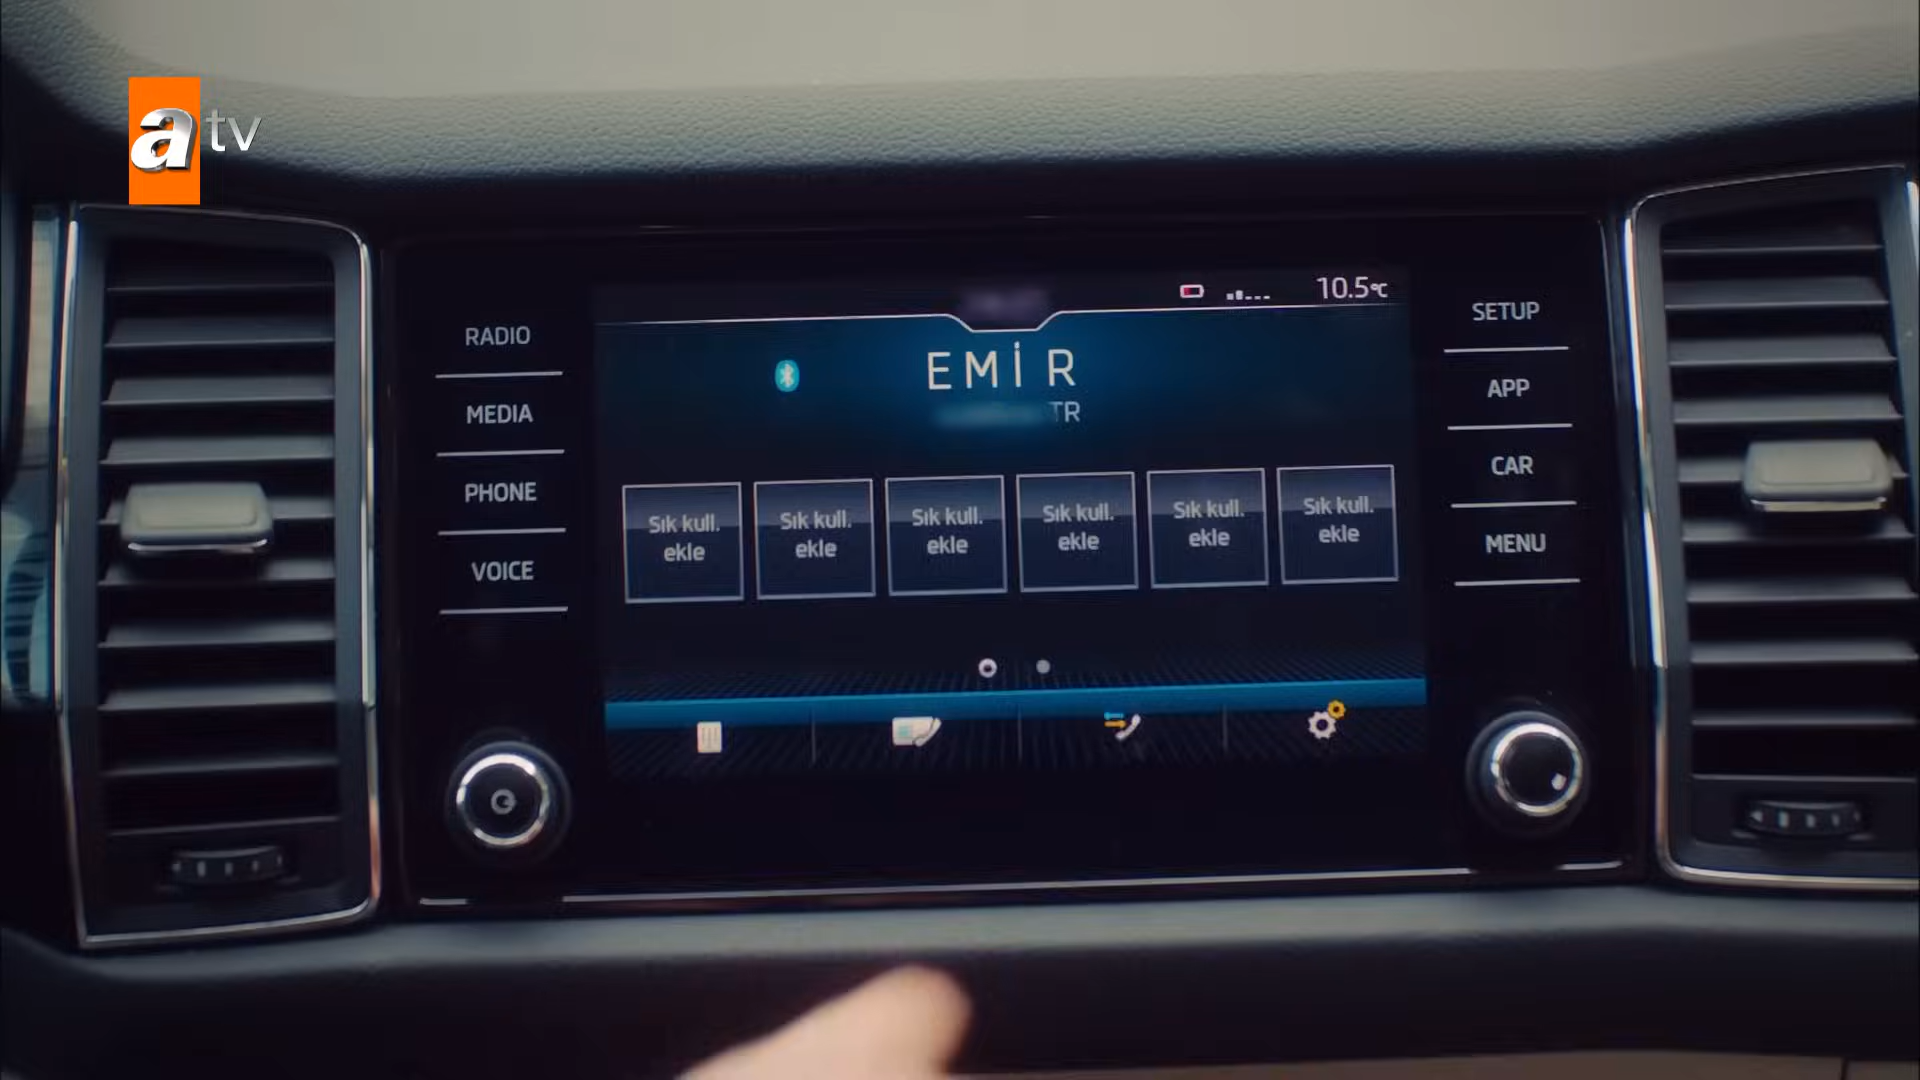 atv
10.5°C
EMİR
TR
RADIO
MEDIA
PHONE
VOICE
Sık kull.
ekle
Sık kull.
ekle
Sık kull.
ekle
Sık kull.
ekle
Sık kull.
ekle
Sık kull.
ekle
SETUP
APP
CAR
MENU